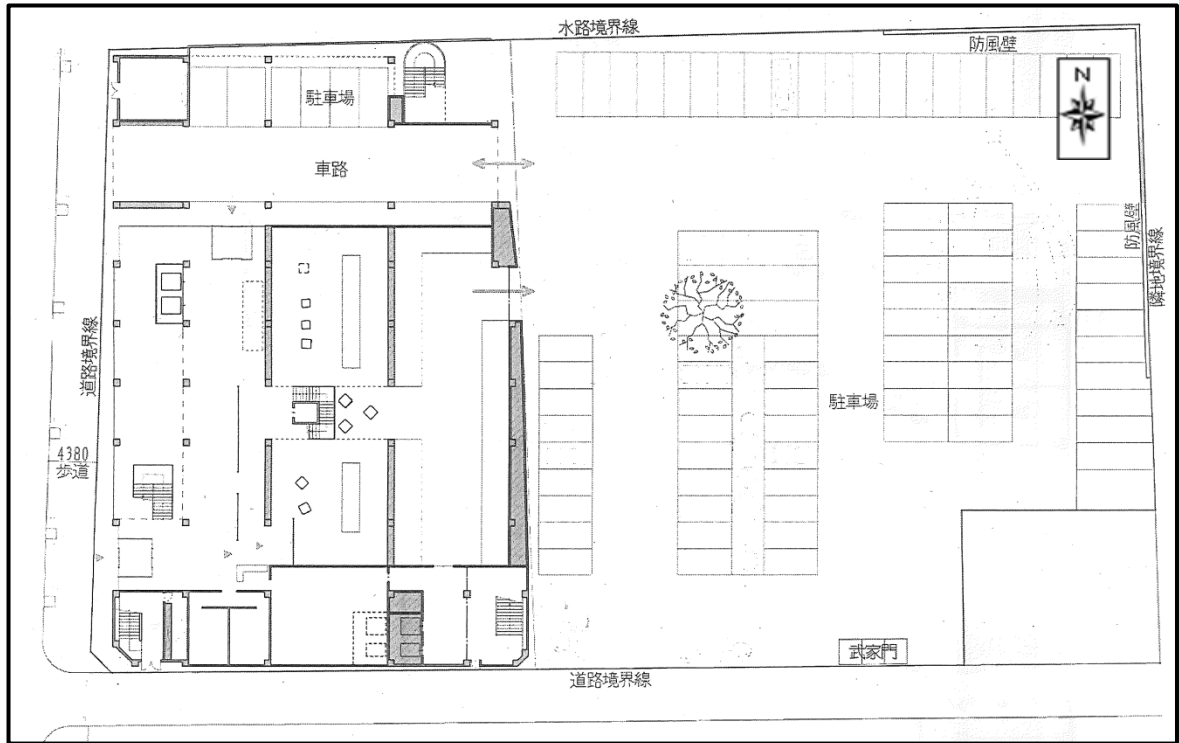 水路境界線
防風壁
N
駐車場
車路
防風壁
隣地境界線
道路境界線
駐車場
4380
歩道
武家門
道路境界線